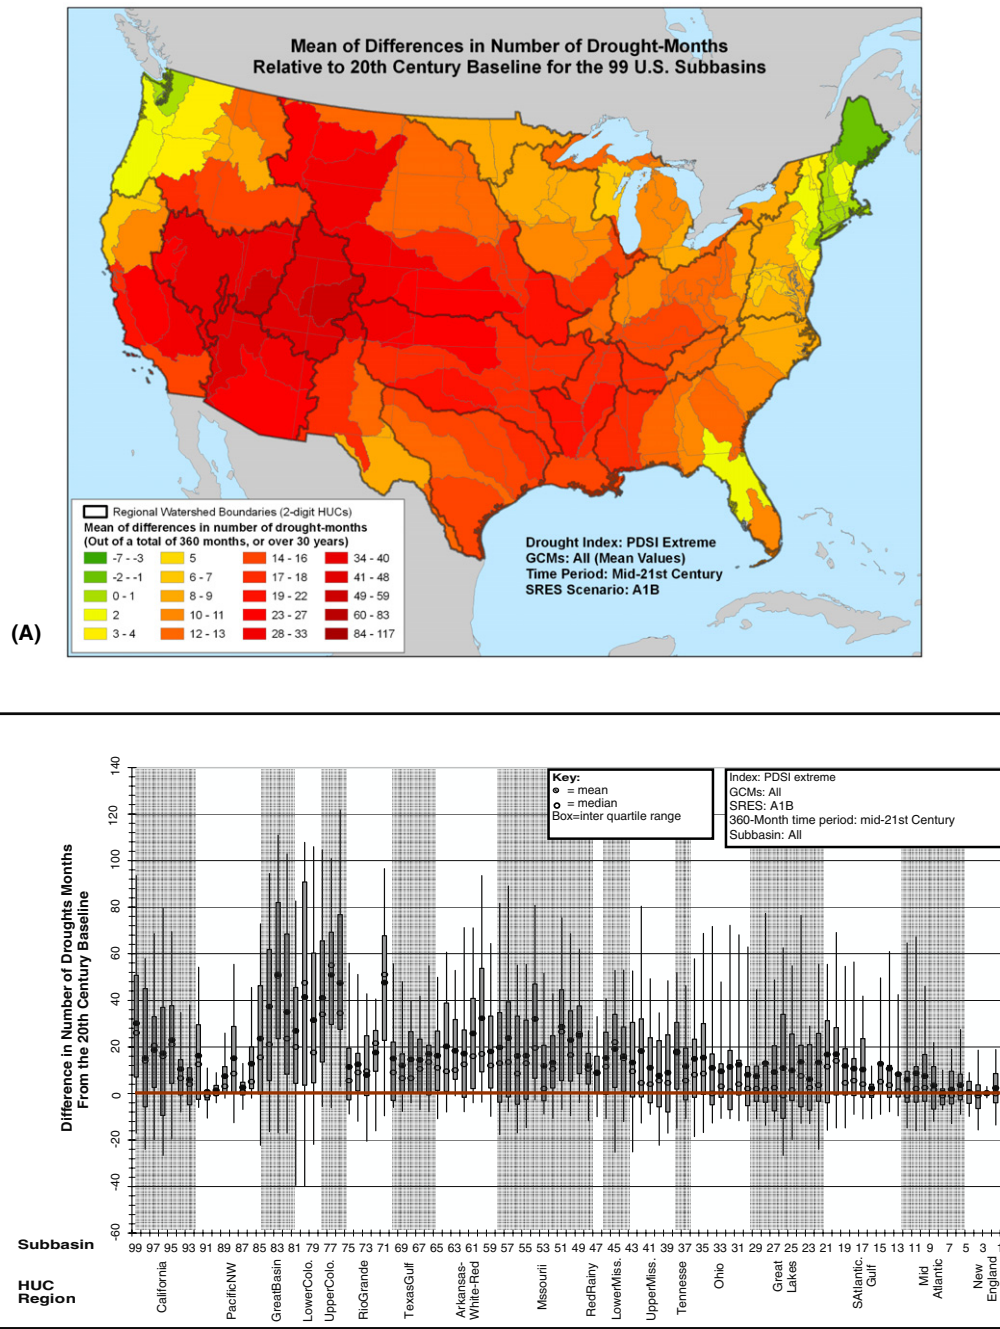 Mean of Differences in Number of Drought-Months
Relative to 20th Century Baseline for the 99 U.S. Subbasins
Regional Watershed Boundaries (2-digit HUCs)
Mean of differences in number of drought-months
(Out of a total of 360 months, or over 30 years)
-7 - -3 5 14 - 16 34 - 40
-2 - -1 6 - 7 17 - 18 41 - 48
0 - 1 8 - 9 19 - 22 49 - 59
2 10 - 11 23 - 27 60 - 83
3 - 4 12 - 13 28 - 33 84 - 117
Drought Index: PDSI Extreme
GCMs: All (Mean Values)
Time Period: Mid-21st Century
SRES Scenario: A1B
(A)
Difference in Number of Droughts Months
From the 20th Century Baseline
140
120
100
80
60
40
20
0
-20
-40
-60
Key:
= mean
= median
Box=inter quartile range
Index: PDSI extreme
GCMs: All
SRES: A1B
360-Month time period: mid-21st Century
Subbasin: All
Subbasin
99 97 95 93 91 89 87 85 83 81 79 77 75 73 71 69 67 65 63 61 59 57 55 53 51 49 47 45 43 41 39 37 35 33 31 29 27 25 23 21 19 17 15 13 11 9 7 5 3 1
HUC
Region
California
PacificNW
GreatBasin
LowerColo.
UpperColo.
RioGrande
TexasGulf
Arkansas-
White-Red
Mssourii
RedRainy
LowerMiss.
UpperMiss.
Tennesse
Ohio
Great
Lakes
SAtlantic.
Gulf
Mid
Atlantic
New
England